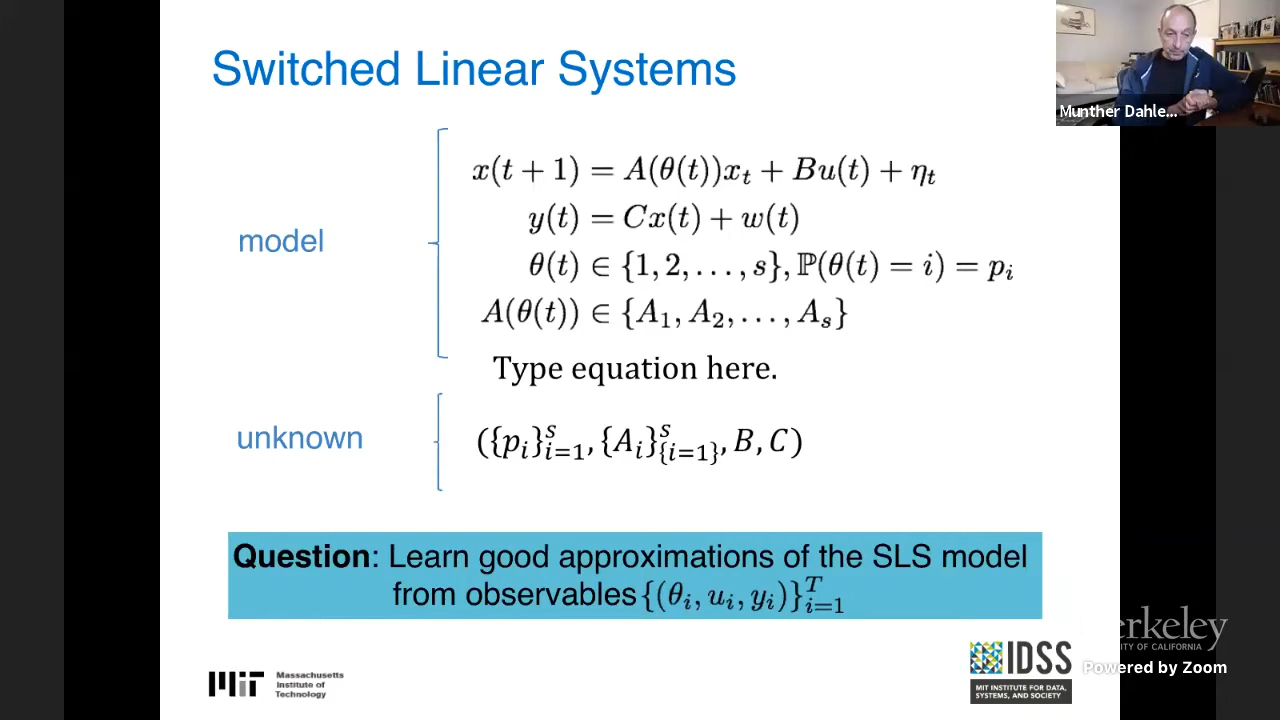 Switched Linear Systems
Munther Dahle...
model
x(t + 1) = A(θ(t))x_t + Bu(t) + η_t
y(t) = Cx(t) + w(t)
θ(t) ∈ {1, 2, . . . , s}, ℙ(θ(t) = i) = p_i
A(θ(t)) ∈ {A_1, A_2, . . . , A_s}
Type equation here.
unknown
({p_i}_{i=1}^s, {A_i}_{{i=1}}^s, B, C)
Question: Learn good approximations of the SLS model
from observables {(θ_i, u_i, y_i)}_{i=1}^T
MIT
Massachusetts
Institute of
Technology
IDSS
MIT INSTITUTE FOR DATA,
SYSTEMS, AND SOCIETY
erkeley
TY OF CALIFORNIA
Powered by Zoom